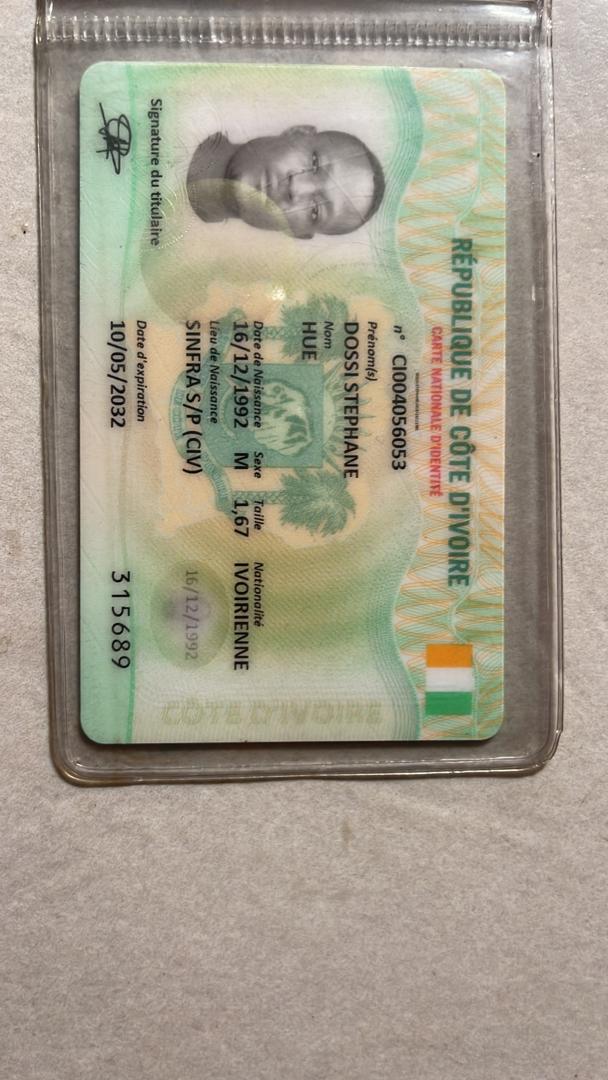 RÉPUBLIQUE DE CÔTE D'IVOIRE
CARTE NATIONALE D'IDENTITÉ
n° CI004056053
Prénom(s)
DOSSI STEPHANE
Nom
HUE
Date de Naissance Sexe Taille Nationalité
16/12/1992 M 1,67 IVOIRIENNE
Lieu de Naissance
SINFRA S/P (CIV)
16/12/1992
Signature du titulaire
Date d'expiration
10/05/2032
315689
CÔTE D'IVOIRE